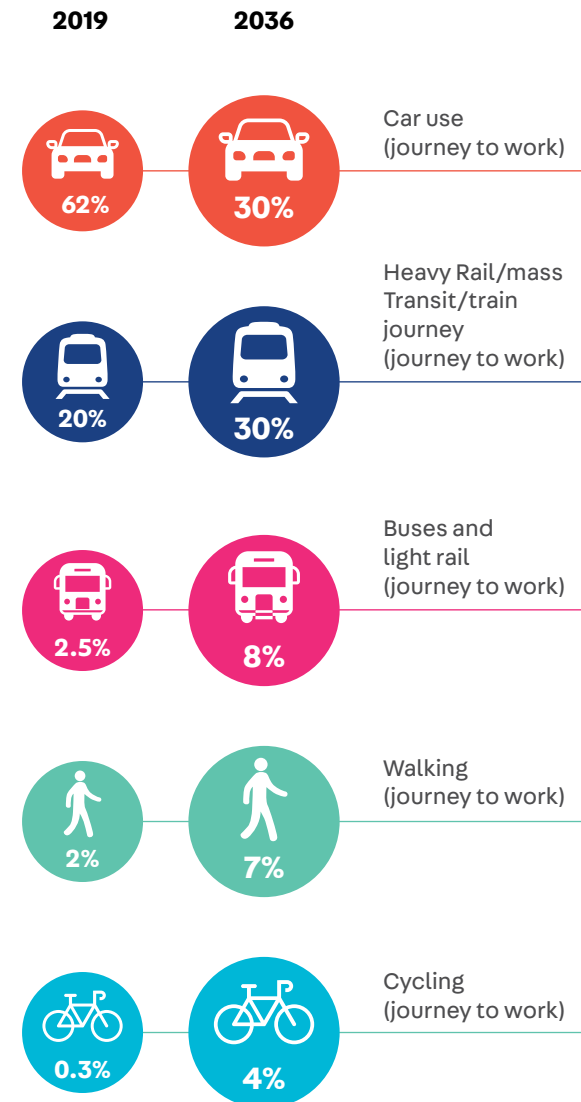 2019 2036
Car use
(journey to work)
62% 30%
Heavy Rail/mass
Transit/train
journey
(journey to work)
20% 30%
Buses and
light rail
(journey to work)
2.5% 8%
Walking
(journey to work)
2% 7%
Cycling
(journey to work)
0.3% 4%